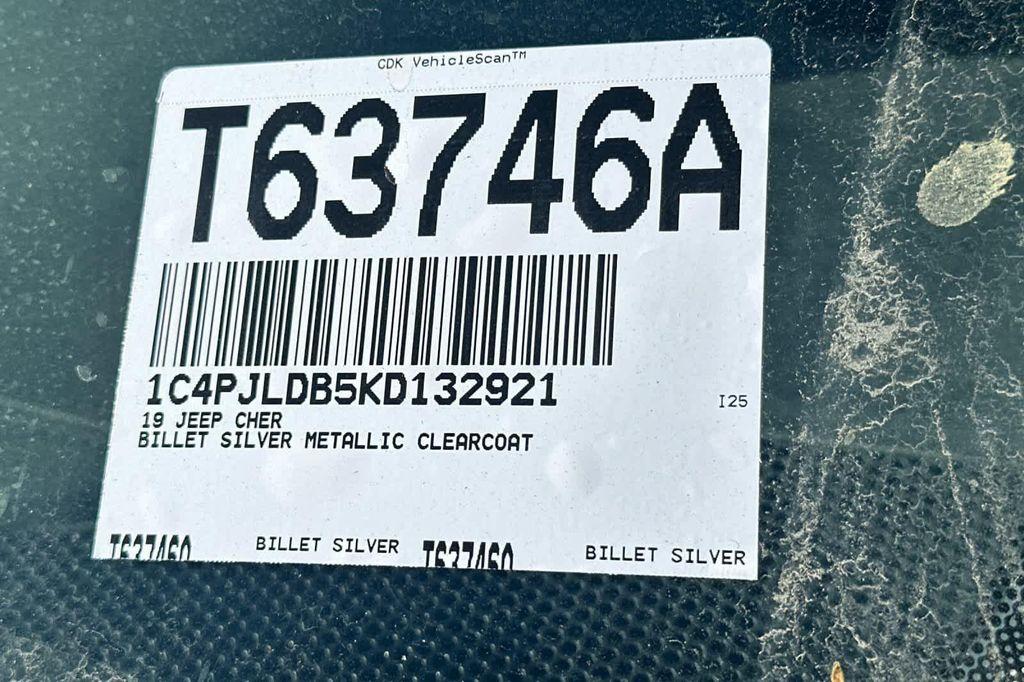 CDK VehicleScan™
T63746A
1C4PJLDB5KD132921
I25
19 JEEP CHER
BILLET SILVER METALLIC CLEARCOAT
BILLET SILVER
BILLET SILVER